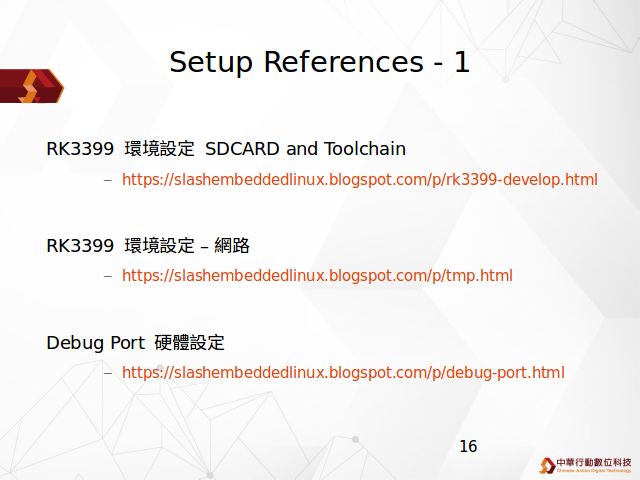 Setup References - 1
RK3399 環境設定 SDCARD and Toolchain
– https://slashembeddedlinux.blogspot.com/p/rk3399-develop.html
RK3399 環境設定 – 網路
– https://slashembeddedlinux.blogspot.com/p/tmp.html
Debug Port 硬體設定
– https://slashembeddedlinux.blogspot.com/p/debug-port.html
16
中華行動數位科技
Chinese Action Digital Technology